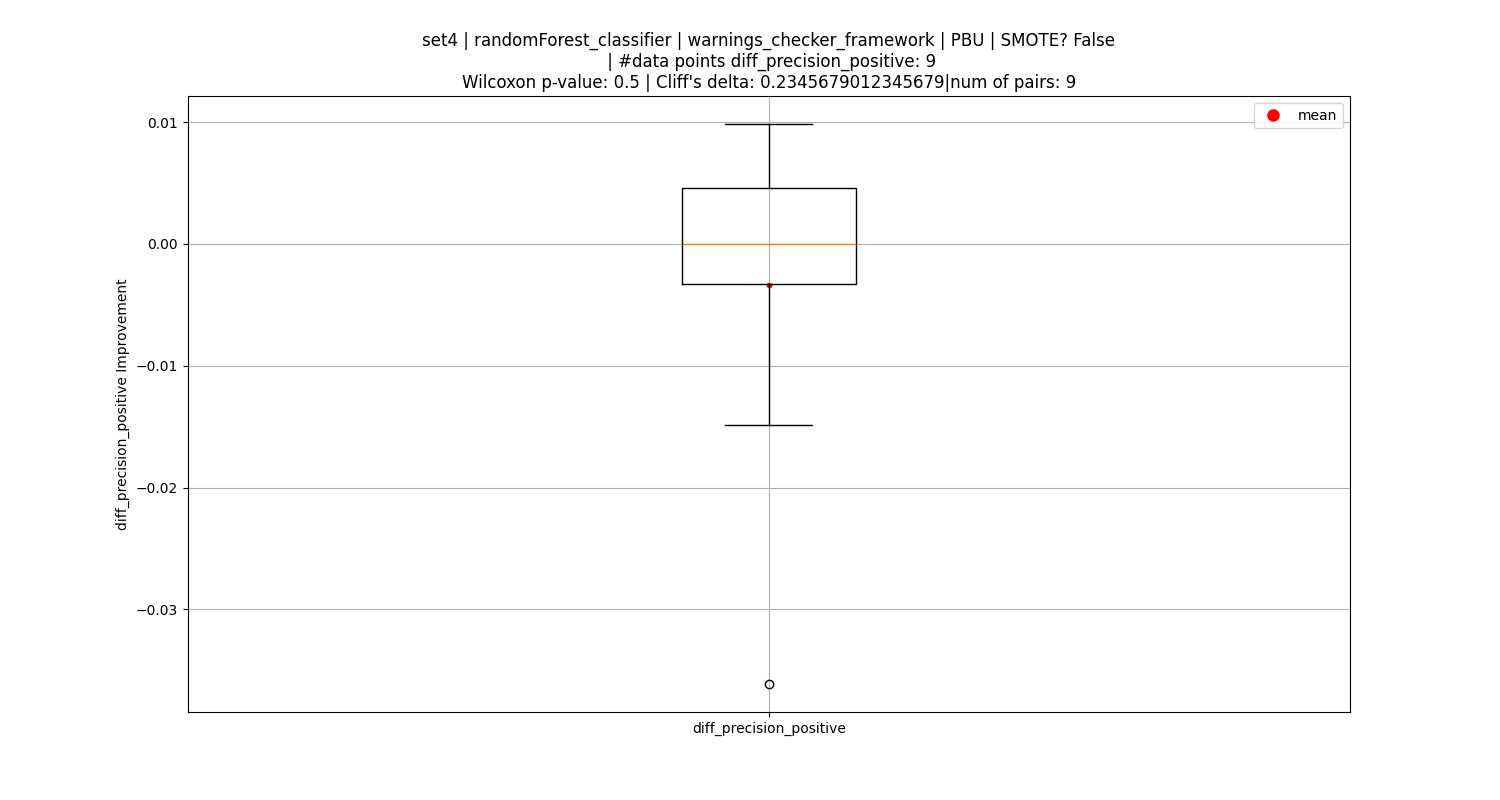 set4 | randomForest_classifier | warnings_checker_framework | PBU | SMOTE? False
| #data points diff_precision_positive: 9
Wilcoxon p-value: 0.5 | Cliff's delta: 0.2345679012345679|num of pairs: 9
mean
0.01
0.00
−0.01
−0.02
−0.03
diff_precision_positive Improvement
diff_precision_positive